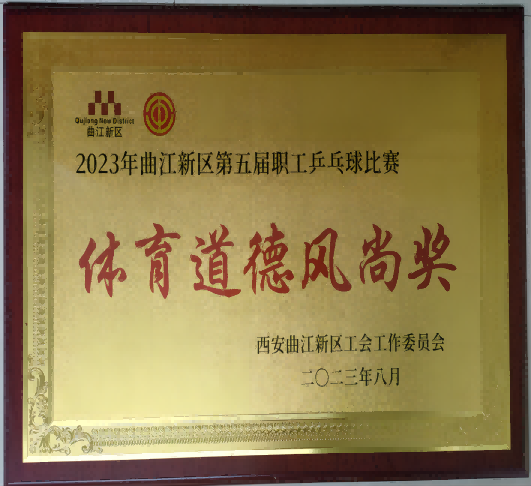 Qujiang New District
曲江新区
2023年曲江新区第五届职工乒乓球比赛
体育道德风尚奖
西安曲江新区工会工作委员会
二〇二三年八月